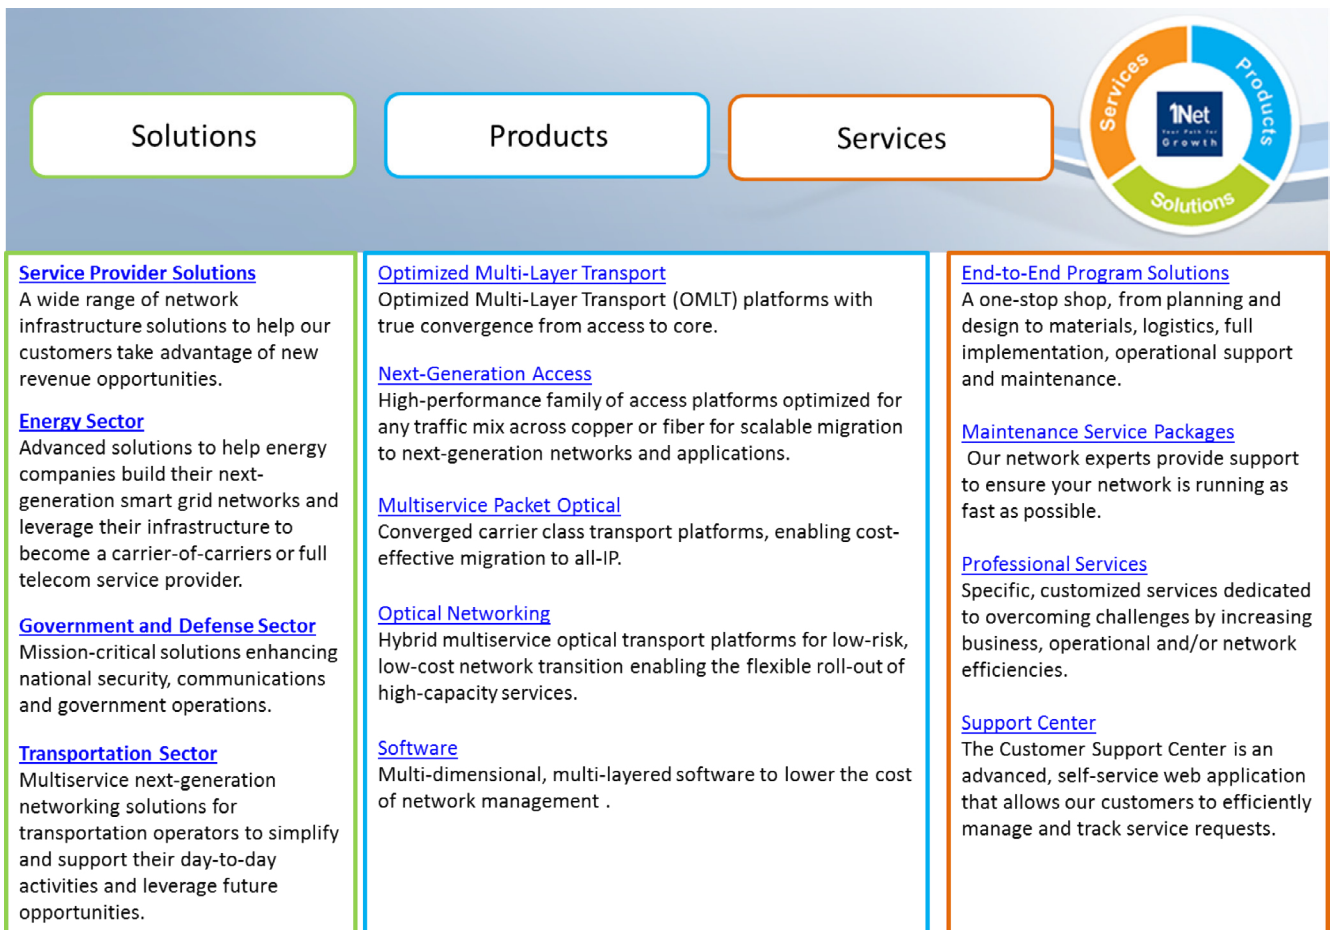 Solutions
Products
Services
Services
Products
Solutions
1Net
Your Path for
Growth
Service Provider Solutions
A wide range of network
infrastructure solutions to help our
customers take advantage of new
revenue opportunities.
Energy Sector
Advanced solutions to help energy
companies build their next-
generation smart grid networks and
leverage their infrastructure to
become a carrier-of-carriers or full
telecom service provider.
Government and Defense Sector
Mission-critical solutions enhancing
national security, communications
and government operations.
Transportation Sector
Multiservice next-generation
networking solutions for
transportation operators to simplify
and support their day-to-day
activities and leverage future
opportunities.
Optimized Multi-Layer Transport
Optimized Multi-Layer Transport (OMLT) platforms with
true convergence from access to core.
Next-Generation Access
High-performance family of access platforms optimized for
any traffic mix across copper or fiber for scalable migration
to next-generation networks and applications.
Multiservice Packet Optical
Converged carrier class transport platforms, enabling cost-
effective migration to all-IP.
Optical Networking
Hybrid multiservice optical transport platforms for low-risk,
low-cost network transition enabling the flexible roll-out of
high-capacity services.
Software
Multi-dimensional, multi-layered software to lower the cost
of network management .
End-to-End Program Solutions
A one-stop shop, from planning and
design to materials, logistics, full
implementation, operational support
and maintenance.
Maintenance Service Packages
Our network experts provide support
to ensure your network is running as
fast as possible.
Professional Services
Specific, customized services dedicated
to overcoming challenges by increasing
business, operational and/or network
efficiencies.
Support Center
The Customer Support Center is an
advanced, self-service web application
that allows our customers to efficiently
manage and track service requests.